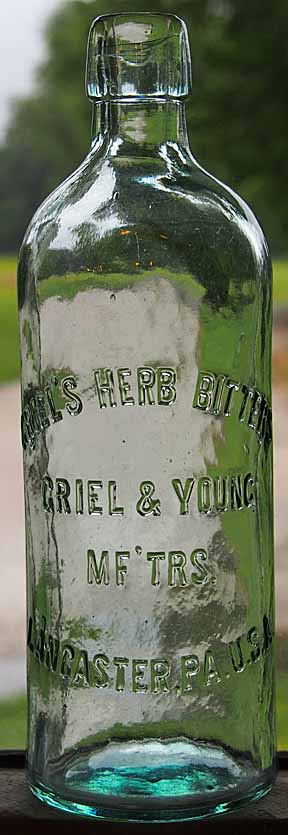 GRIEL'S HERB BITTERS
GRIEL & YOUNG
MF'TRS.
LANCASTER, PA. U.S.A.